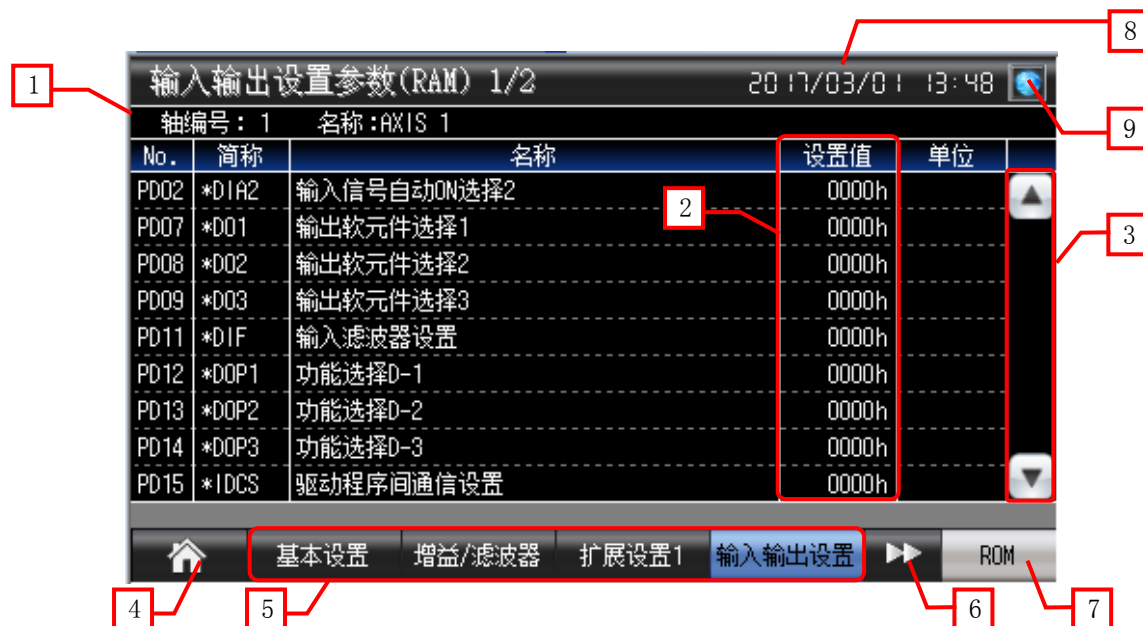 8
1
输入输出设置参数(RAM) 1/2 2017/03/01 13:48
9
轴编号: 1 名称:AXIS 1
No. 简称 名称 设置值 单位
PD02 *DIA2 输入信号自动ON选择2 0000h
2
3
PD07 *DO1 输出软元件选择1 0000h
PD08 *DO2 输出软元件选择2 0000h
PD09 *DO3 输出软元件选择3 0000h
PD11 *DIF 输入滤波器设置 0000h
PD12 *DOP1 功能选择D-1 0000h
PD13 *DOP2 功能选择D-2 0000h
PD14 *DOP3 功能选择D-3 0000h
PD15 *IDCS 驱动程序间通信设置 0000h
基本设置 增益/滤波器 扩展设置1 输入输出设置 ROM
4 5 6 7